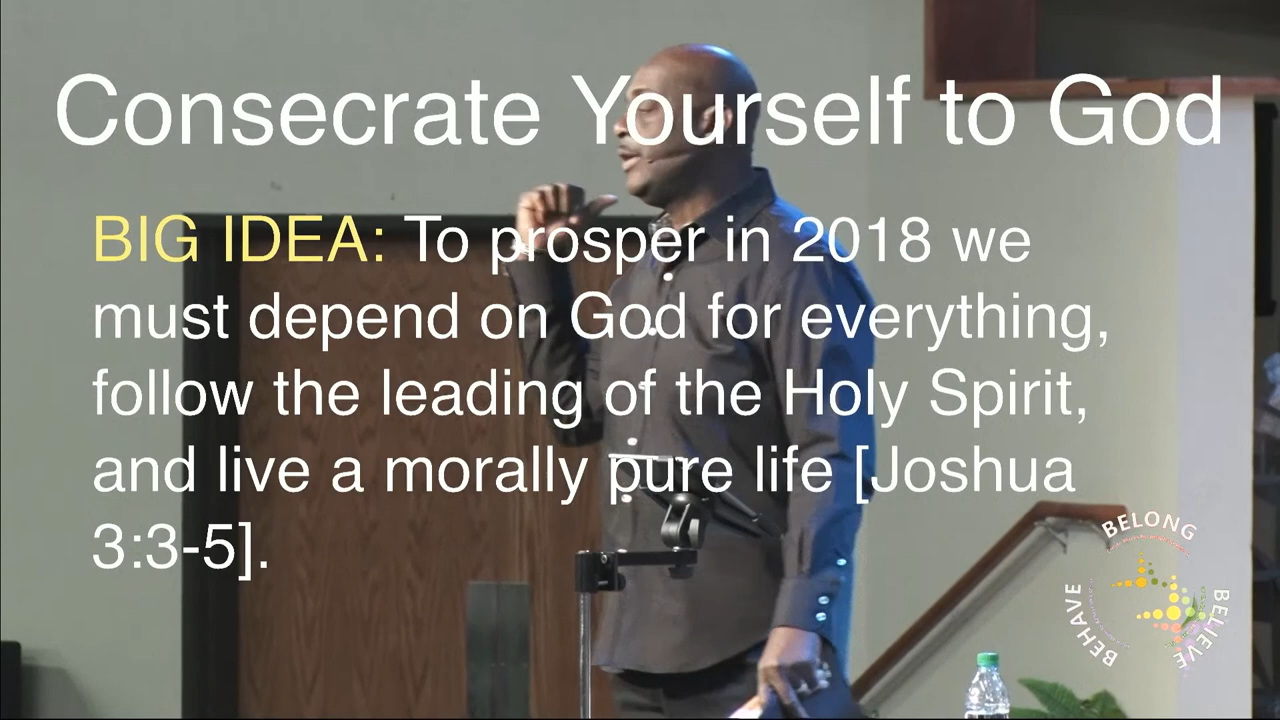 Consecrate Yourself to God
BIG IDEA: To prosper in 2018 we
must depend on God for everything,
follow the leading of the Holy Spirit,
and live a morally pure life [Joshua
3:3-5].
BELONG
BEHAVE
BELIEVE